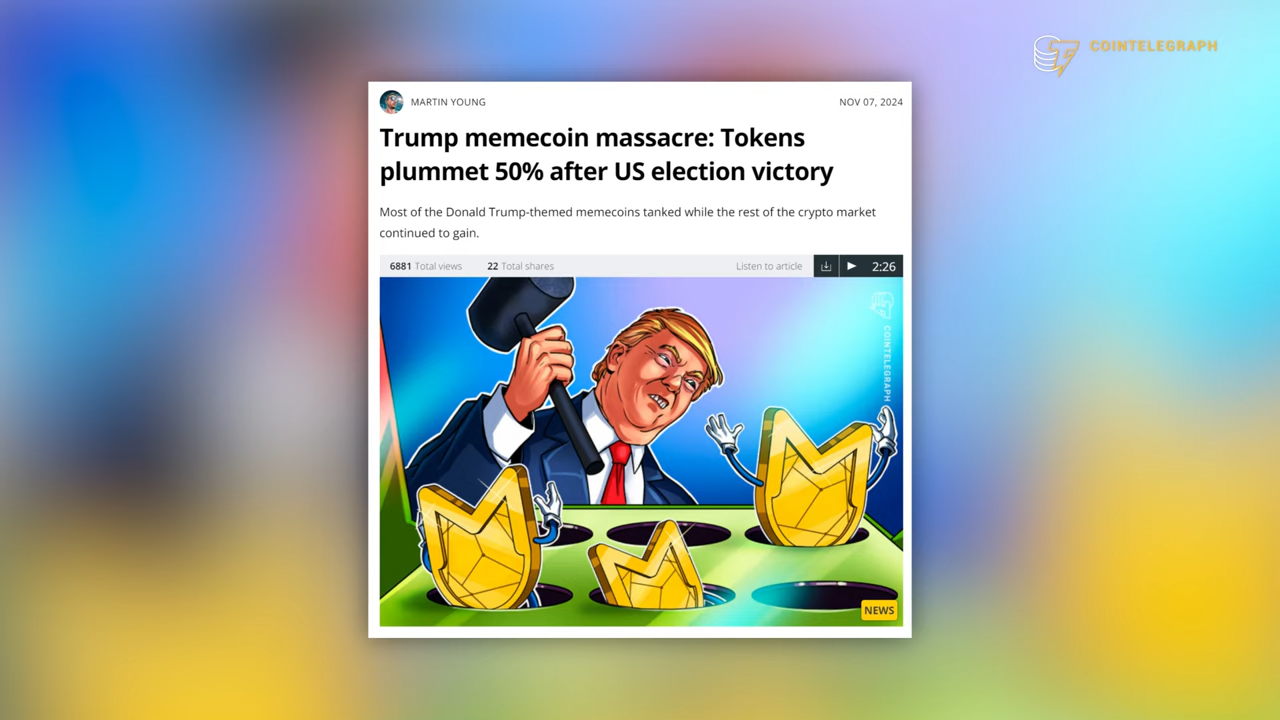 COINTELEGRAPH
MARTIN YOUNG
NOV 07, 2024
Trump memecoin massacre: Tokens
plummet 50% after US election victory
Most of the Donald Trump-themed memecoins tanked while the rest of the crypto market
continued to gain.
6881 Total views 22 Total shares Listen to article 2:26
COINTELEGRAPH
NEWS